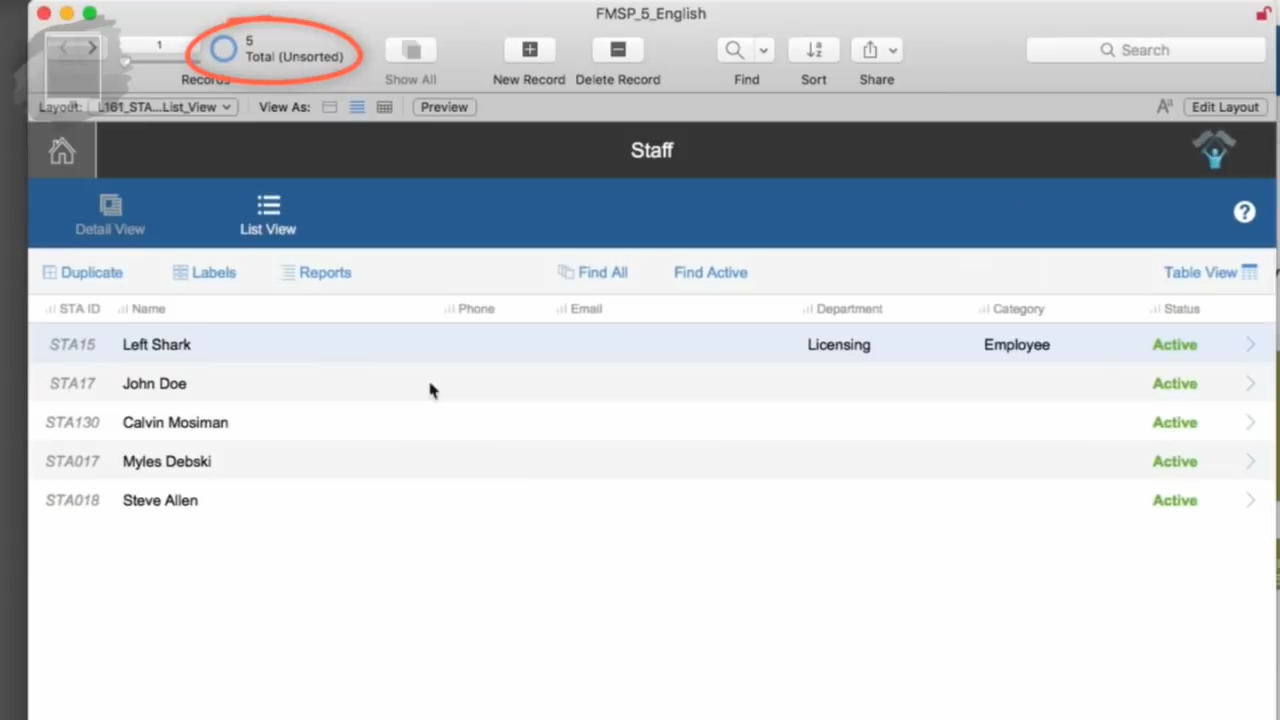 FMSP_5_English
1
5
Total (Unsorted)
Records
Show All
New Record
Delete Record
Find
Sort
Share
Search
Layout: L161_STA...List_View
View As:
Preview
Aa
Edit Layout
Staff
Detail View
List View
?
Duplicate
Labels
Reports
Find All
Find Active
Table View
STA ID Name Phone Email Department Category Status
STA15 Left Shark Licensing Employee Active
STA17 John Doe Active
STA130 Calvin Mosiman Active
STA017 Myles Debski Active
STA018 Steve Allen Active